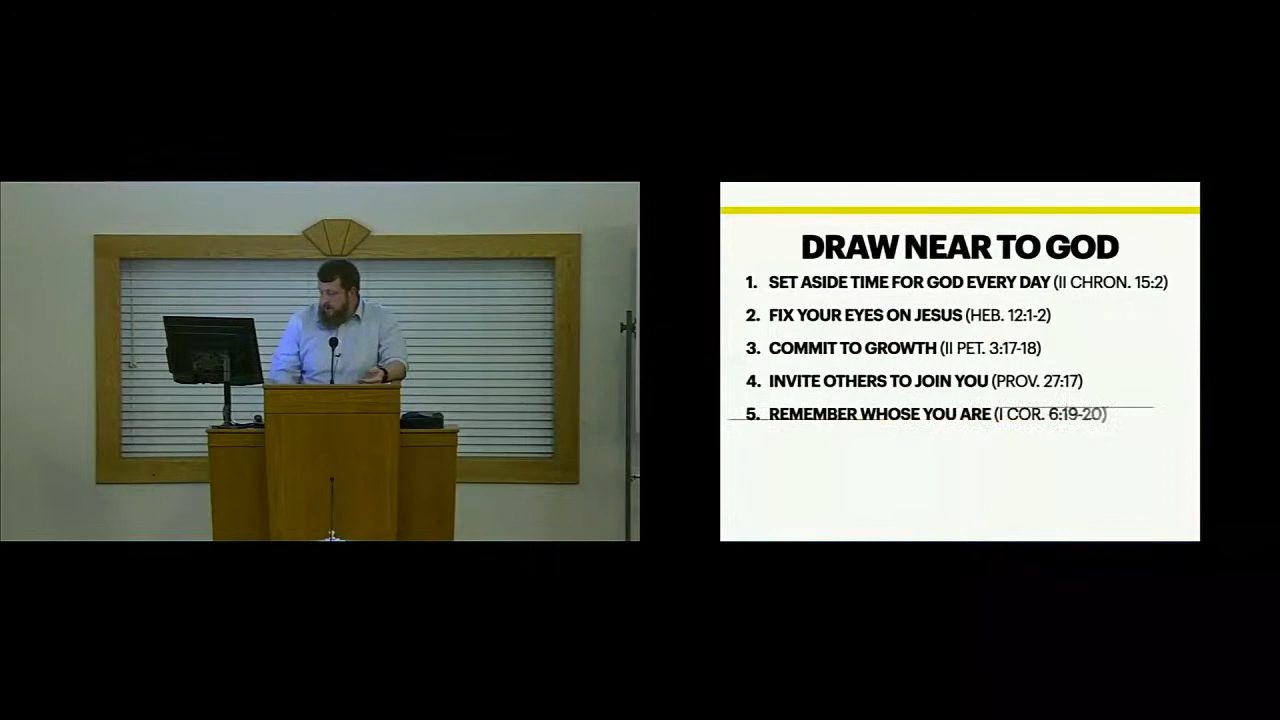 DRAW NEAR TO GOD
1. SET ASIDE TIME FOR GOD EVERY DAY (II CHRON. 15:2)
2. FIX YOUR EYES ON JESUS (HEB. 12:1-2)
3. COMMIT TO GROWTH (II PET. 3:17-18)
4. INVITE OTHERS TO JOIN YOU (PROV. 27:17)
5. REMEMBER WHOSE YOU ARE (I COR. 6:19-20)